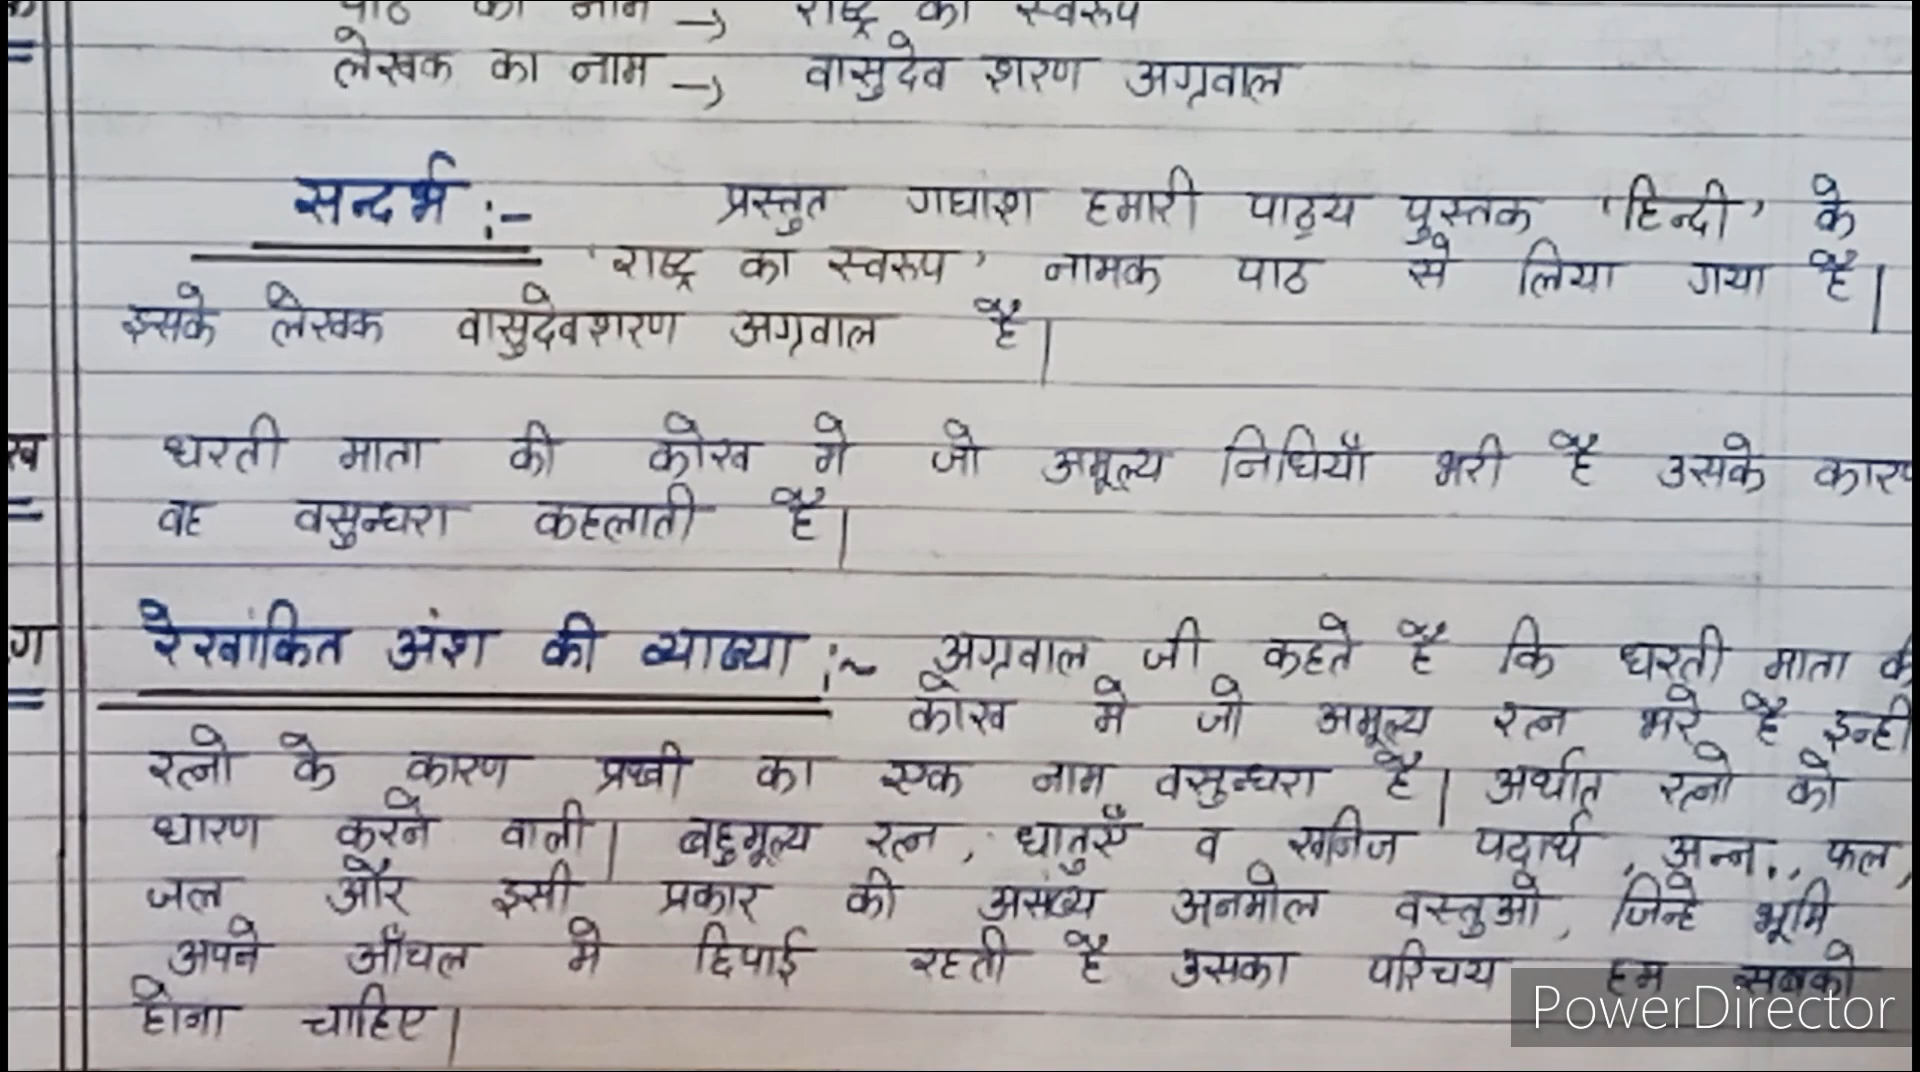 पाठ का नाम → राष्ट्र का स्वरूप
लेखक का नाम → वासुदेव शरण अग्रवाल
सन्दर्भ :- प्रस्तुत गद्यांश हमारी पाठ्य पुस्तक 'हिन्दी' के
'राष्ट्र का स्वरूप' नामक पाठ से लिया गया है।
इसके लेखक वासुदेवशरण अग्रवाल है।
ख धरती माता की कोख मे जो अमूल्य निधियाँ भरी है उसके कारण
वह वसुन्धरा कहलाती है।
ग रेखांकित अंश की व्याख्या :~ अग्रवाल जी कहते है कि धरती माता की
कोख मे जो अमूल्य रत्न भरे है इन्ही
रत्नो के कारण प्रथ्वी का एक नाम वसुन्धरा है। अर्थात रत्नो को
धारण करने वाली। बहुमूल्य रत्न, धातुएँ व खनिज पदार्थ, अन्न, फल,
जल और इसी प्रकार की असंख्य अनमोल वस्तुओ, जिन्हे भूमि
अपने आँचल मे छिपाई रहती है उसका परिचय हम सबको
होना चाहिए।
PowerDirector